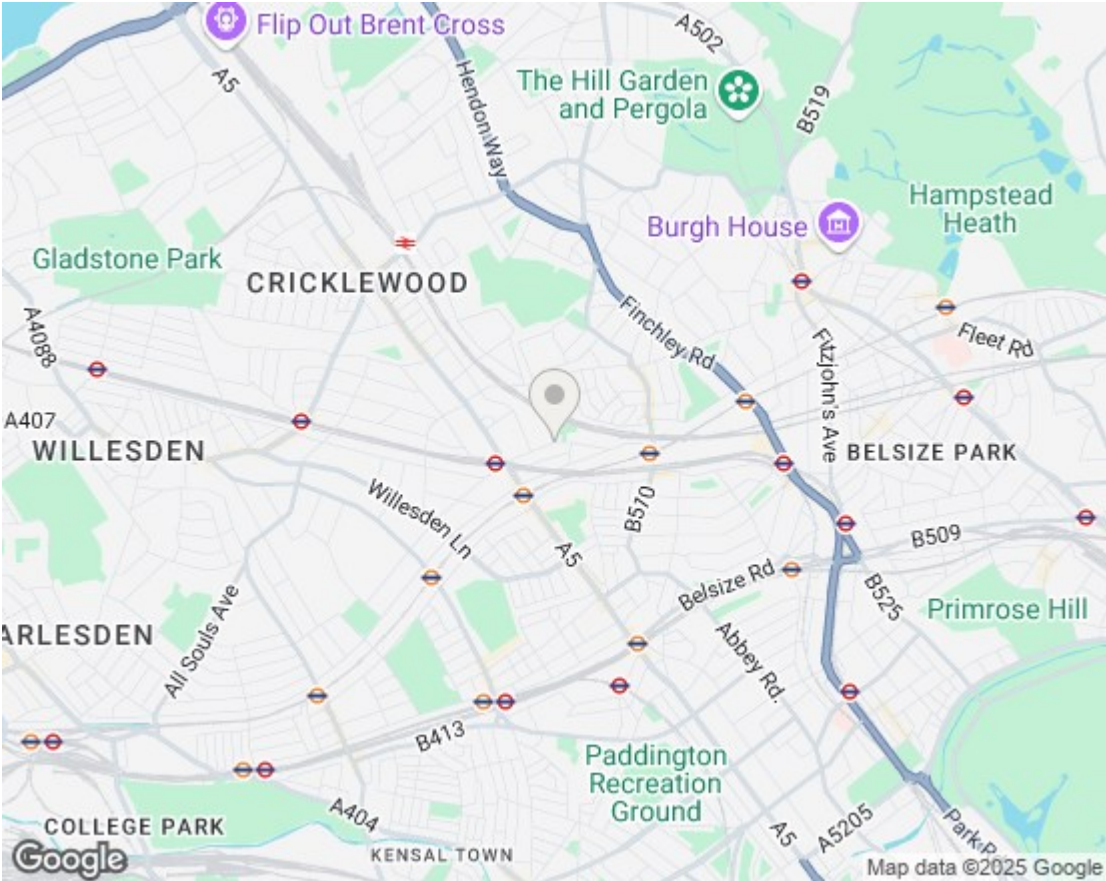 Flip Out Brent Cross
A502
A5
Hendon Way
The Hill Garden
and Pergola
B519
Hampstead
Heath
Burgh House
Gladstone Park
CRICKLEWOOD
A4088
Finchley Rd
Fitzjohn's Ave
Fleet Rd
A407
WILLESDEN
BELSIZE PARK
Willesden Ln
B510
A5
B509
Belsize Rd
B525
Primrose Hill
ARLESDEN
All Souls Ave
Abbey Rd.
B413
Paddington
Recreation
Ground
A404
COLLEGE PARK
KENSAL TOWN
A5
A5205
Park R
Google
Map data ©2025 Google